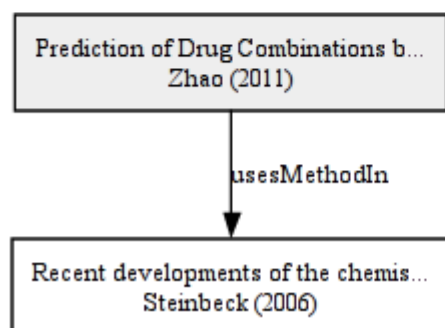 Prediction of Drug Combinations b...
Zhao (2011)
usesMethodIn
Recent developments of the chemis...
Steinbeck (2006)